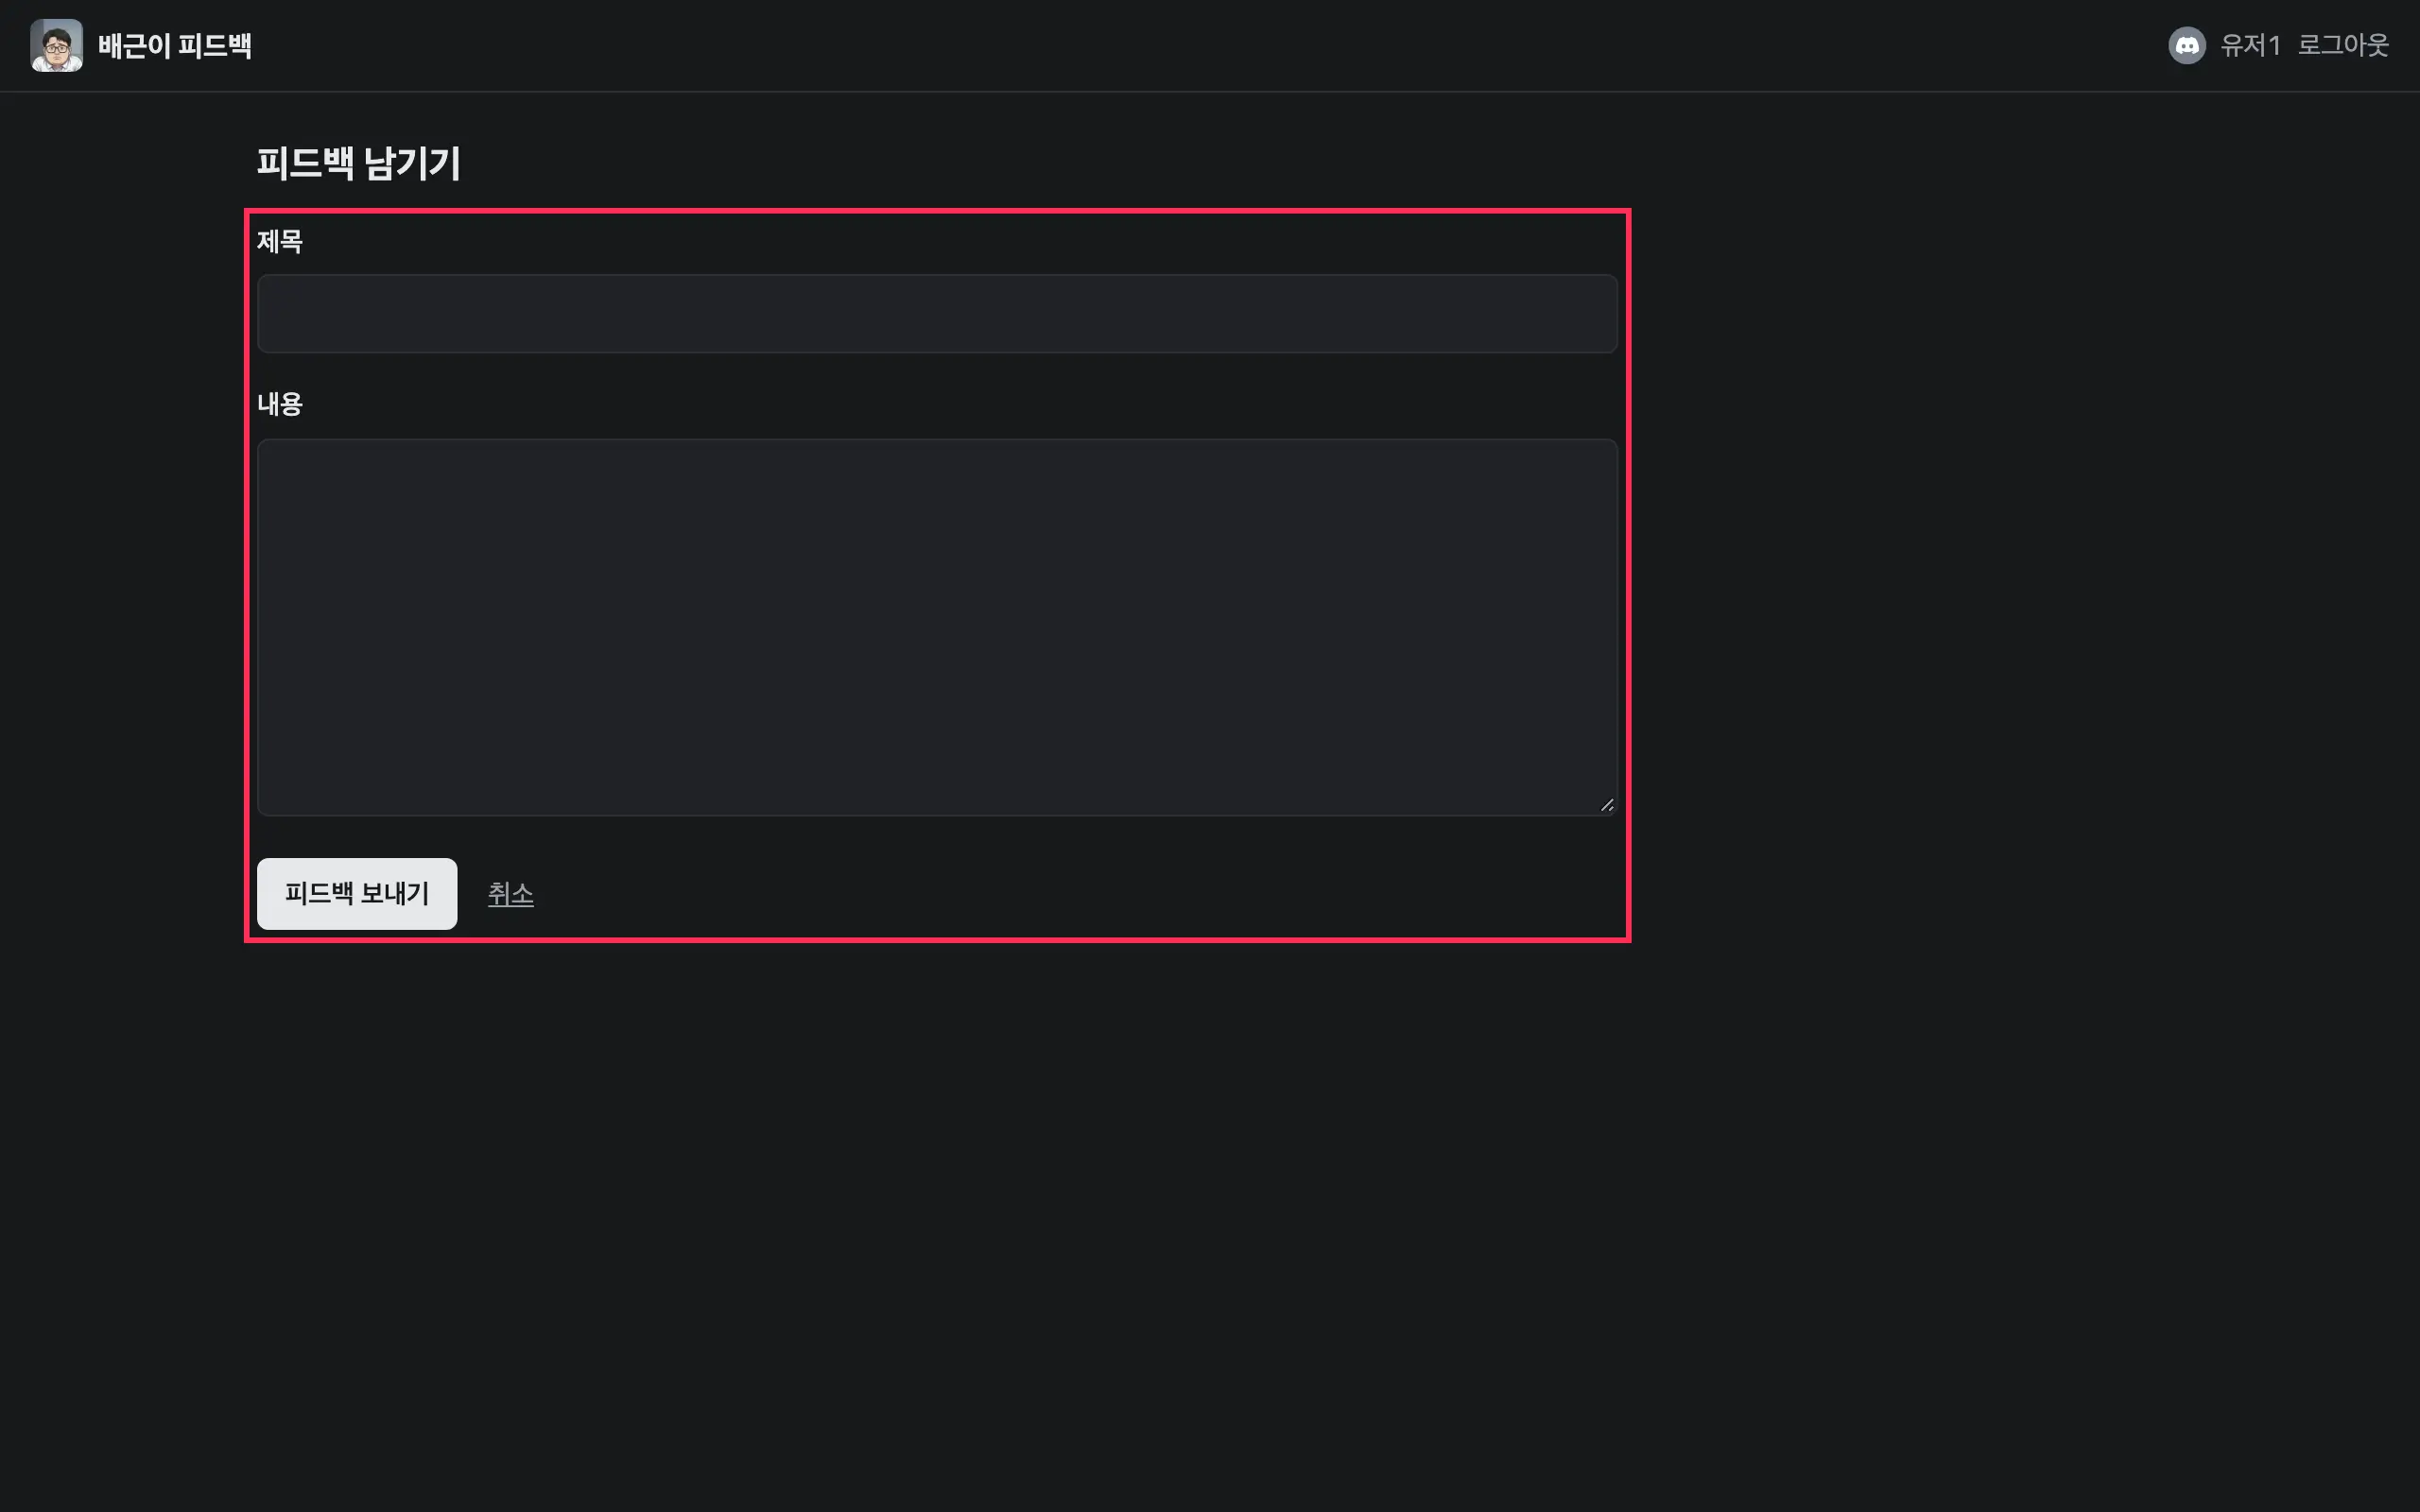 배근이 피드백
유저1 로그아웃
피드백 남기기
제목
내용
피드백 보내기 취소